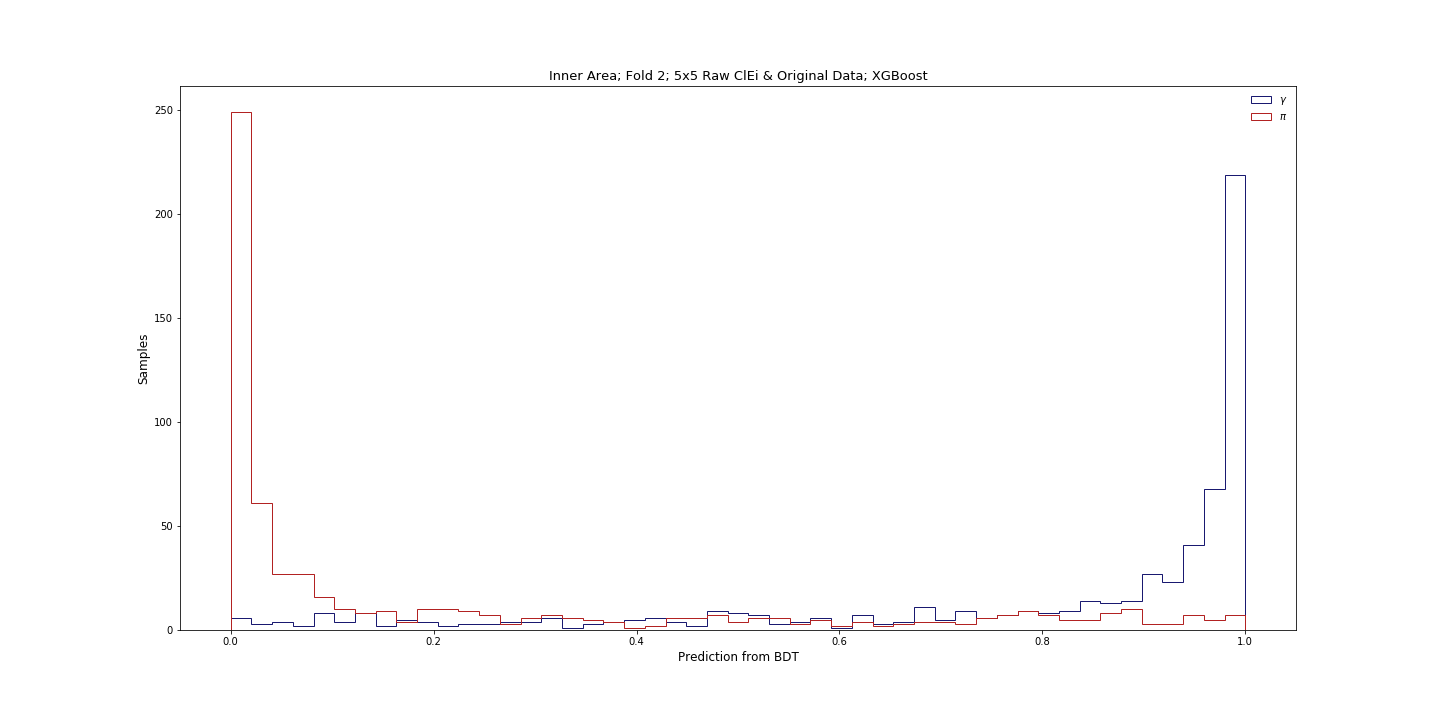 Inner Area; Fold 2; 5x5 Raw ClEi & Original Data; XGBoost
γ
π
250
200
150
100
50
0
Samples
0.0 0.2 0.4 0.6 0.8 1.0
Prediction from BDT